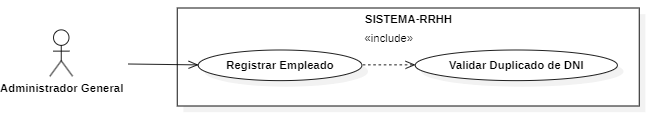 SISTEMA-RRHH
«include»
Registrar Empleado
Validar Duplicado de DNI
Administrador General